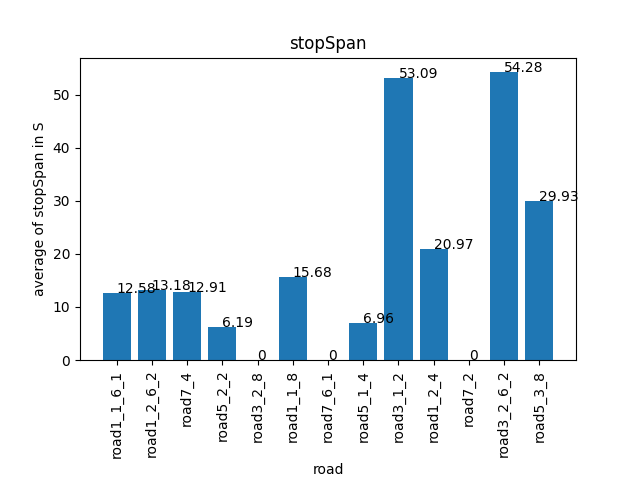 stopSpan
average of stopSpan in S
50
40
30
20
10
0
12.58
13.18
12.91
6.19
0
15.68
0
6.96
53.09
20.97
0
54.28
29.93
road1_1_6_1
road1_2_6_2
road7_4
road5_2_2
road3_2_8
road1_1_8
road7_6_1
road5_1_4
road3_1_2
road1_2_4
road7_2
road3_2_6_2
road5_3_8
road